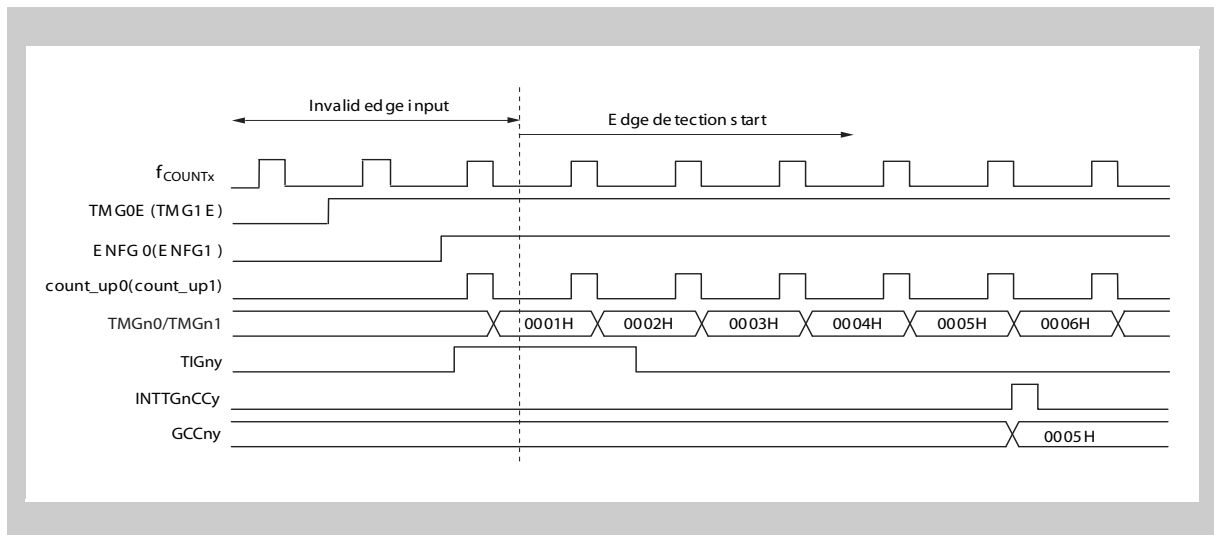 Invalid edge input
Edge detection start
fCOUNTx
TMG0E (TMG1E)
ENFG0(ENFG1)
count_up0(count_up1)
TMGn0/TMGn1
0001H 0002H 0003H 0004H 0005H 0006H
TIGny
INTTGnCCy
GCCny
0005H